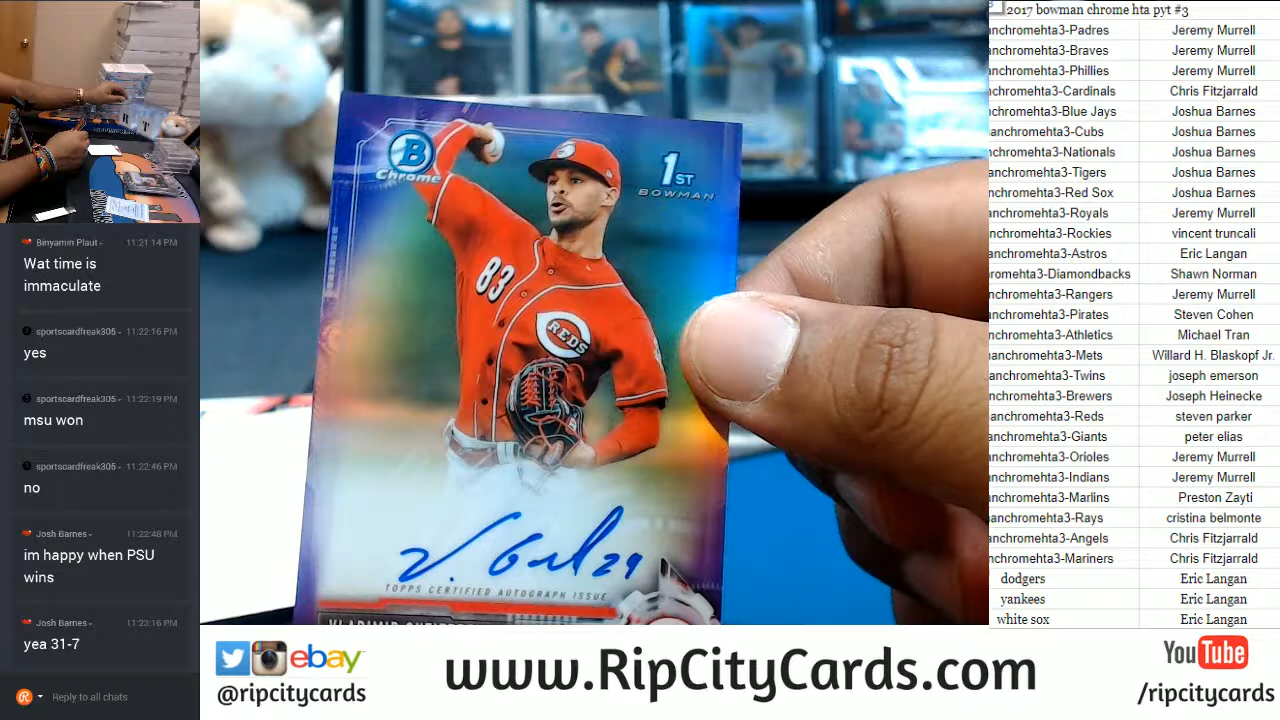 Binyamin Plaut - 11:21:14 PM
Wat time is
immaculate
sportscardfreak305 - 11:22:16 PM
yes
sportscardfreak305 - 11:22:19 PM
msu won
sportscardfreak305 - 11:22:46 PM
no
Josh Barnes - 11:22:48 PM
im happy when PSU
wins
Josh Barnes - 11:23:16 PM
yea 31-7
Reply to all chats
B
Chrome
1ST
BOWMAN
83
REDS
V. G 29
TOPPS CERTIFIED AUTOGRAPH ISSUE
2017 bowman chrome hta pyt #3
anchromehta3-Padres Jeremy Murrell
anchromehta3-Braves Jeremy Murrell
anchromehta3-Phillies Jeremy Murrell
nchromehta3-Cardinals Chris Fitzjarrald
nchromehta3-Blue Jays Joshua Barnes
anchromehta3-Cubs Joshua Barnes
nchromehta3-Nationals Joshua Barnes
anchromehta3-Tigers Joshua Barnes
nchromehta3-Red Sox Joshua Barnes
anchromehta3-Royals Jeremy Murrell
nchromehta3-Rockies vincent truncali
anchromehta3-Astros Eric Langan
romehta3-Diamondbacks Shawn Norman
nchromehta3-Rangers Jeremy Murrell
anchromehta3-Pirates Steven Cohen
nchromehta3-Athletics Michael Tran
anchromehta3-Mets Willard H. Blaskopf Jr.
anchromehta3-Twins joseph emerson
nchromehta3-Brewers Joseph Heinecke
anchromehta3-Reds steven parker
anchromehta3-Giants peter elias
anchromehta3-Orioles Jeremy Murrell
anchromehta3-Indians Jeremy Murrell
anchromehta3-Marlins Preston Zayti
anchromehta3-Rays cristina belmonte
anchromehta3-Angels Chris Fitzjarrald
anchromehta3-Mariners Chris Fitzjarrald
dodgers Eric Langan
yankees Eric Langan
white sox Eric Langan
ebay
@ripcitycards
www.RipCityCards.com
YouTube
/ripcitycards